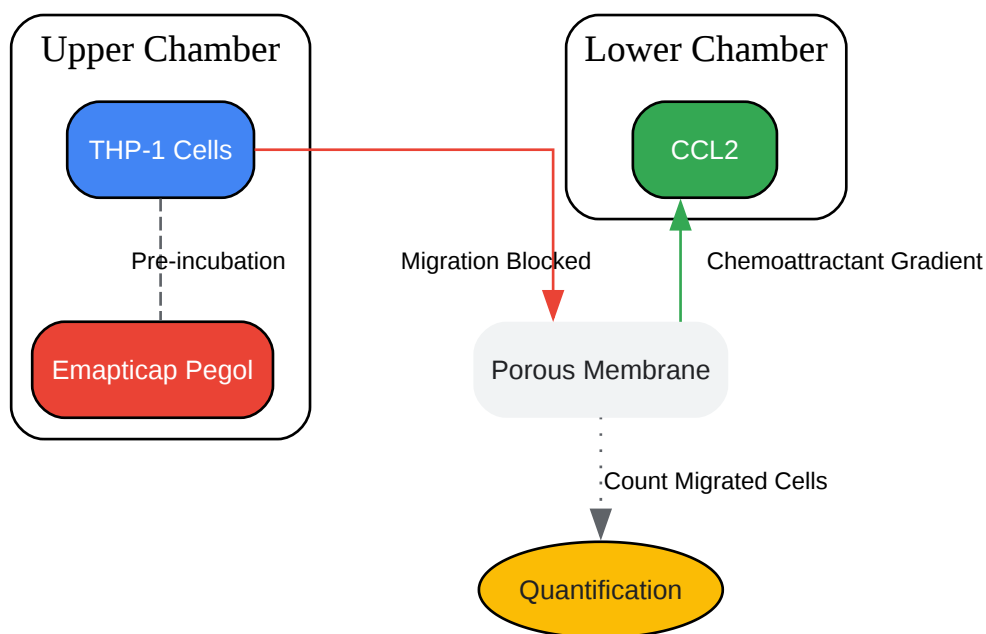 Upper Chamber
Lower Chamber
THP-1 Cells
CCL2
Pre-incubation
Migration Blocked
Chemoattractant Gradient
Emapticap Pegol
Porous Membrane
Count Migrated Cells
Quantification